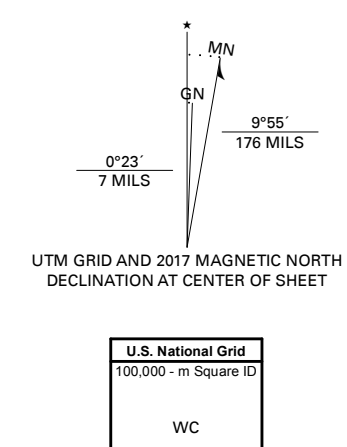 ★
MN
GN
9°55´
176 MILS
0°23´
7 MILS
UTM GRID AND 2017 MAGNETIC NORTH
DECLINATION AT CENTER OF SHEET
U.S. National Grid
100,000 - m Square ID
WC